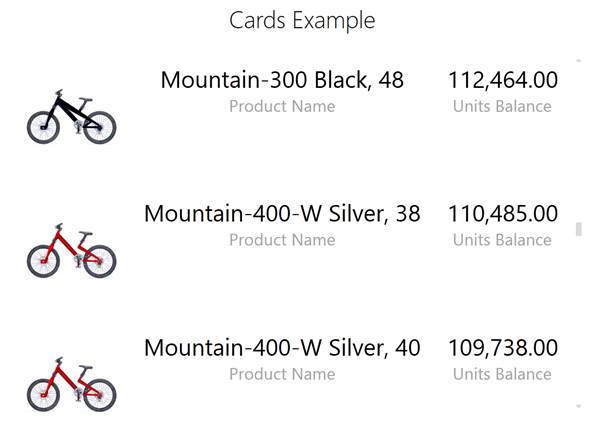 Cards Example
Mountain-300 Black, 48 112,464.00
Product Name Units Balance
Mountain-400-W Silver, 38 110,485.00
Product Name Units Balance
Mountain-400-W Silver, 40 109,738.00
Product Name Units Balance